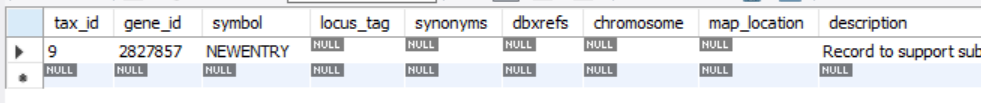 tax_id gene_id symbol locus_tag synonyms dbxrefs chromosome map_location description
9 2827857 NEWENTRY NULL NULL NULL NULL NULL Record to support sub
NULL NULL NULL NULL NULL NULL NULL NULL NULL